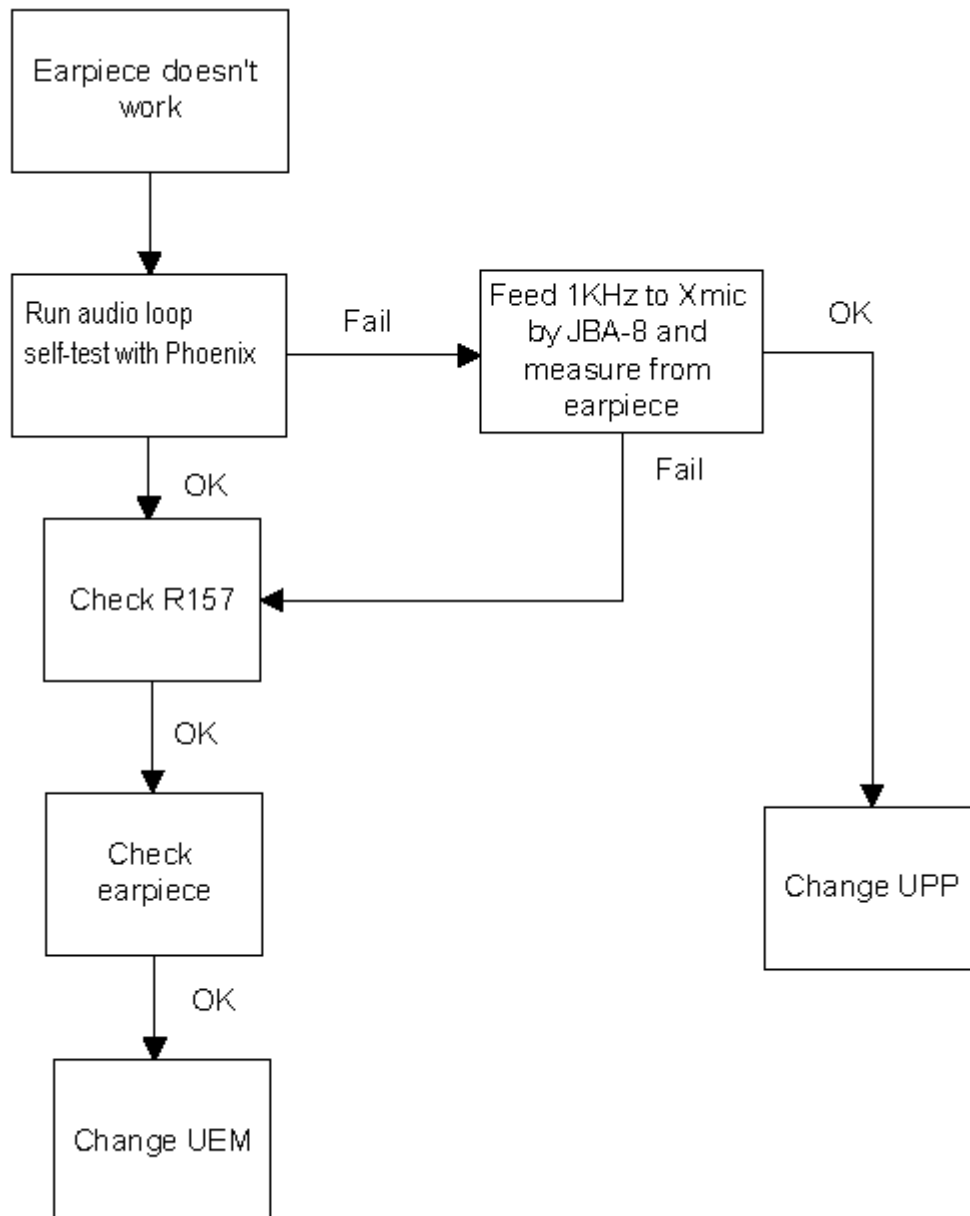 Earpiece doesn't
work
Run audio loop
self-test with Phoenix
Fail
Feed 1KHz to Xmic
by JBA-8 and
measure from
earpiece
OK
OK
Fail
Check R157
OK
Check
earpiece
Change UPP
OK
Change UEM